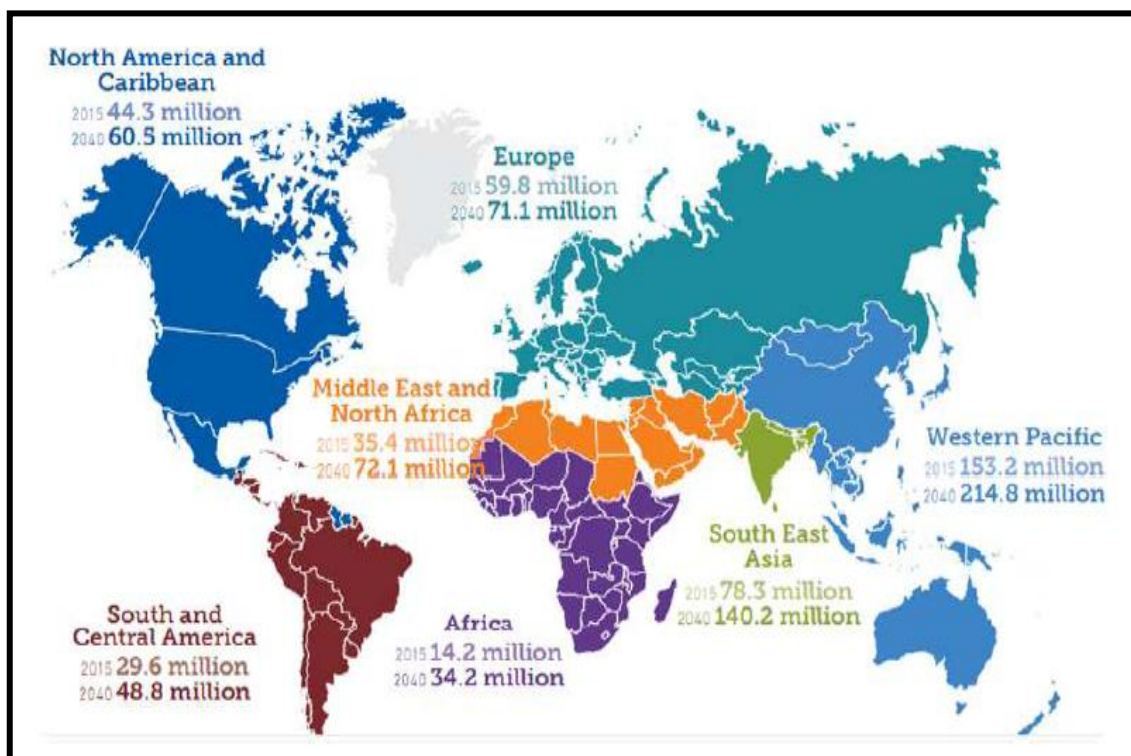 North America and
Caribbean
2015 44.3 million
2040 60.5 million
Europe
2015 59.8 million
2040 71.1 million
Middle East and
North Africa
2015 35.4 million
2040 72.1 million
Western Pacific
2015 153.2 million
2040 214.8 million
South East
Asia
2015 78.3 million
2040 140.2 million
South and
Central America
2015 29.6 million
2040 48.8 million
Africa
2015 14.2 million
2040 34.2 million